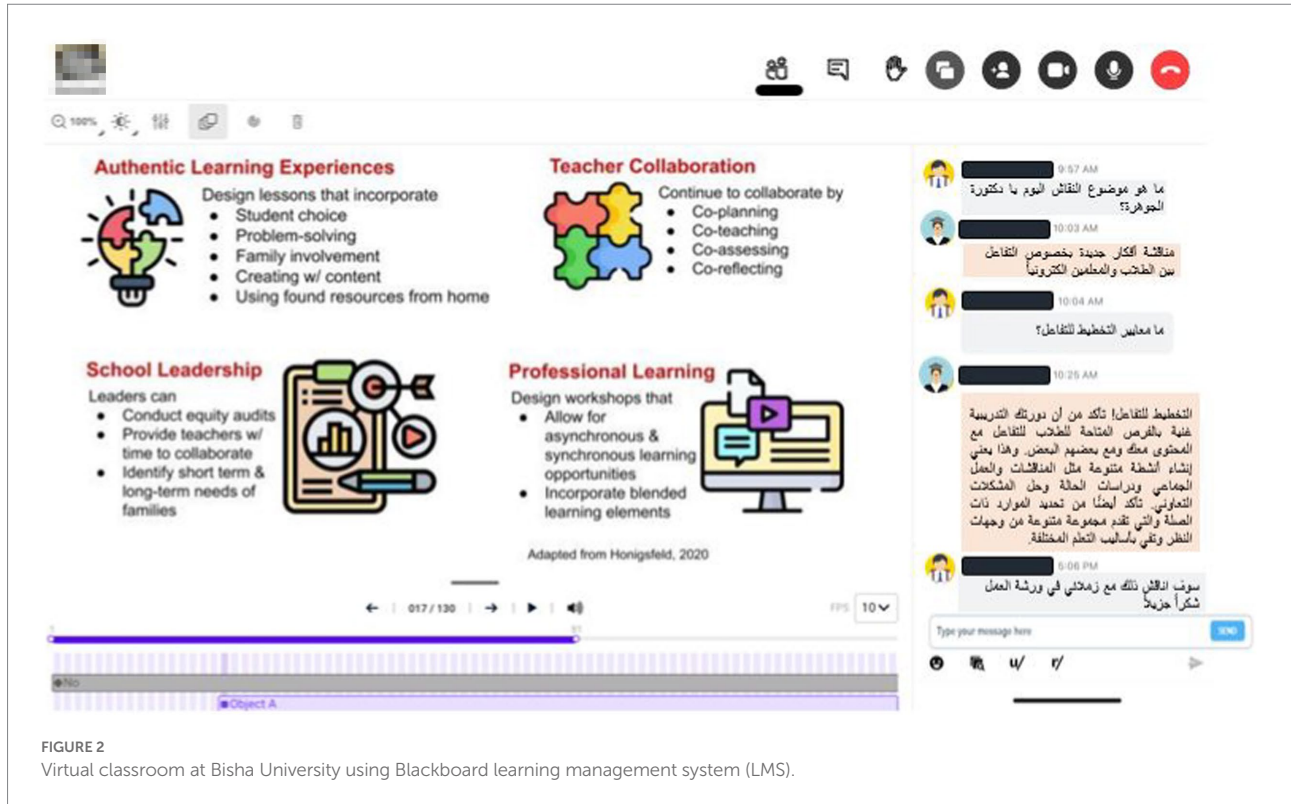 100%
Authentic Learning Experiences
Design lessons that incorporate
• Student choice
• Problem-solving
• Family involvement
• Creating w/ content
• Using found resources from home
Teacher Collaboration
Continue to collaborate by
• Co-planning
• Co-teaching
• Co-assessing
• Co-reflecting
School Leadership
Leaders can
• Conduct equity audits
• Provide teachers w/
time to collaborate
• Identify short term &
long-term needs of
families
Professional Learning
Design workshops that
• Allow for
asynchronous &
synchronous learning
opportunities
• Incorporate blended
learning elements
Adapted from Honigsfeld, 2020
017 / 130
FPS 10
No
Object A
9:57 AM
ما هو موضوع النقاش اليوم يا دكتورة
الجوهرة؟
10:03 AM
مناقشة أفكار جديدة بخصوص التفاعل
بين الطلاب والمعلمين الكترونياً
10:04 AM
ما معايير التخطيط للتفاعل؟
10:25 AM
التخطيط للتفاعل! تأكد من أن دورتك التدريبية
غنية بالفرص المتاحة للطلاب للتفاعل مع
المحتوى معك ومع بعضهم البعض. وهذا يعني
إنشاء أنشطة متنوعة مثل المناقشات والعمل
الجماعي ودراسات الحالة وحل المشكلات
التعاوني. تأكد أيضًا من تحديد الموارد ذات
الصلة والتي تقدم مجموعة متنوعة من وجهات
النظر وتفي بأساليب التعلم المختلفة.
5:06 PM
سوف اناقش ذلك مع زملائي في ورشة العمل
شكراً جزيلاً
Type your message here
SEND
u/
r/
FIGURE 2
Virtual classroom at Bisha University using Blackboard learning management system (LMS).